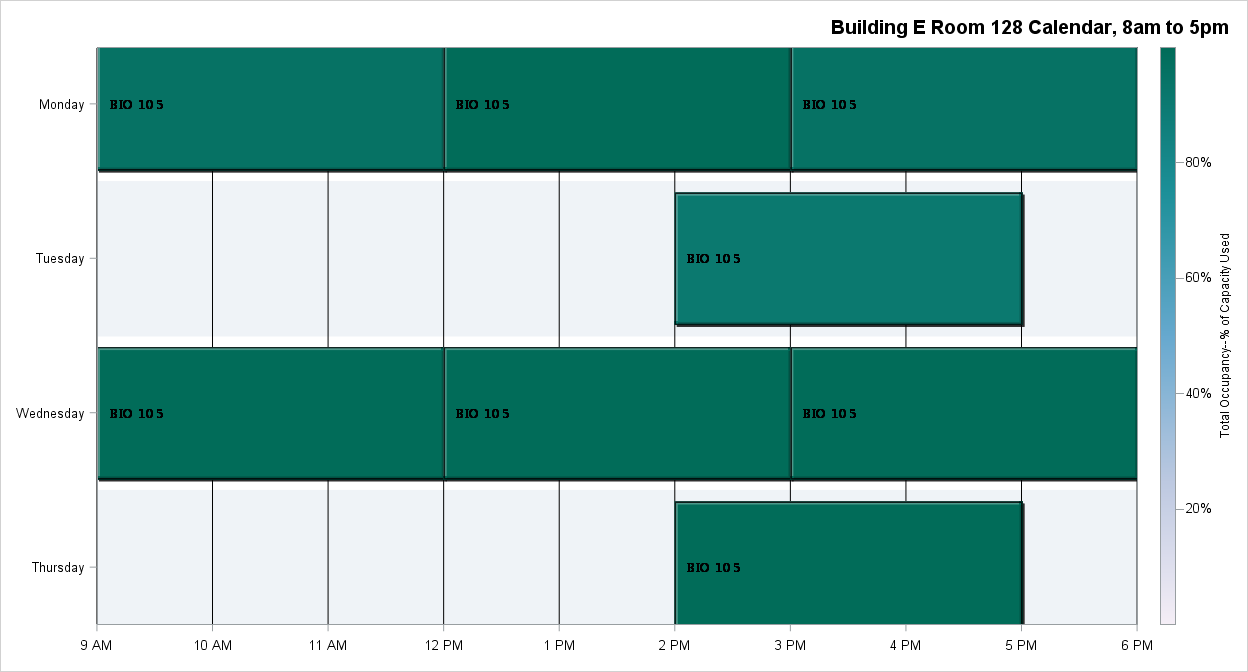 Building E Room 128 Calendar, 8am to 5pm
Monday
BIO 105
BIO 105
BIO 105
Tuesday
BIO 105
Wednesday
BIO 105
BIO 105
BIO 105
Thursday
BIO 105
9 AM
10 AM
11 AM
12 PM
1 PM
2 PM
3 PM
4 PM
5 PM
6 PM
80%
60%
40%
20%
Total Occupancy--% of Capacity Used